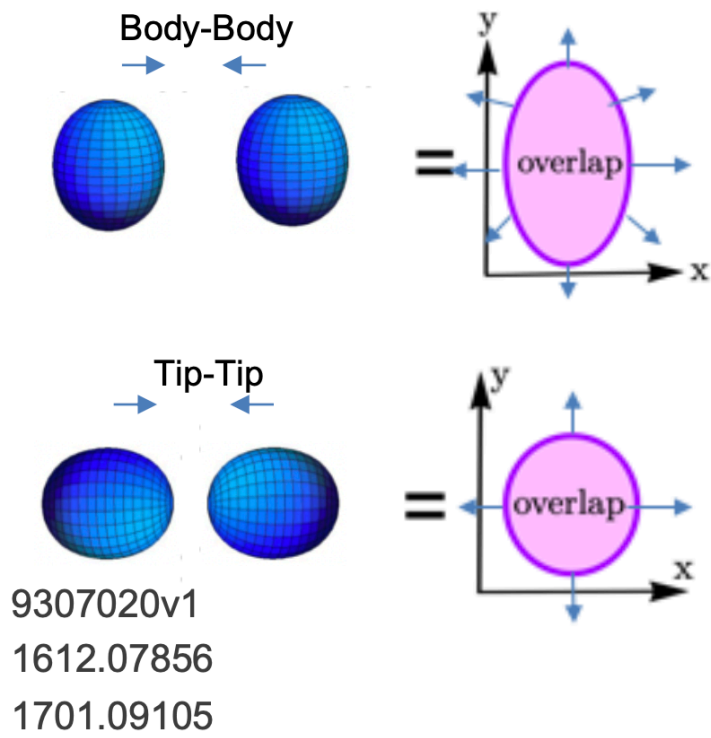 Body-Body
y
= overlap
x
Tip-Tip
y
= overlap
x
9307020v1
1612.07856
1701.09105